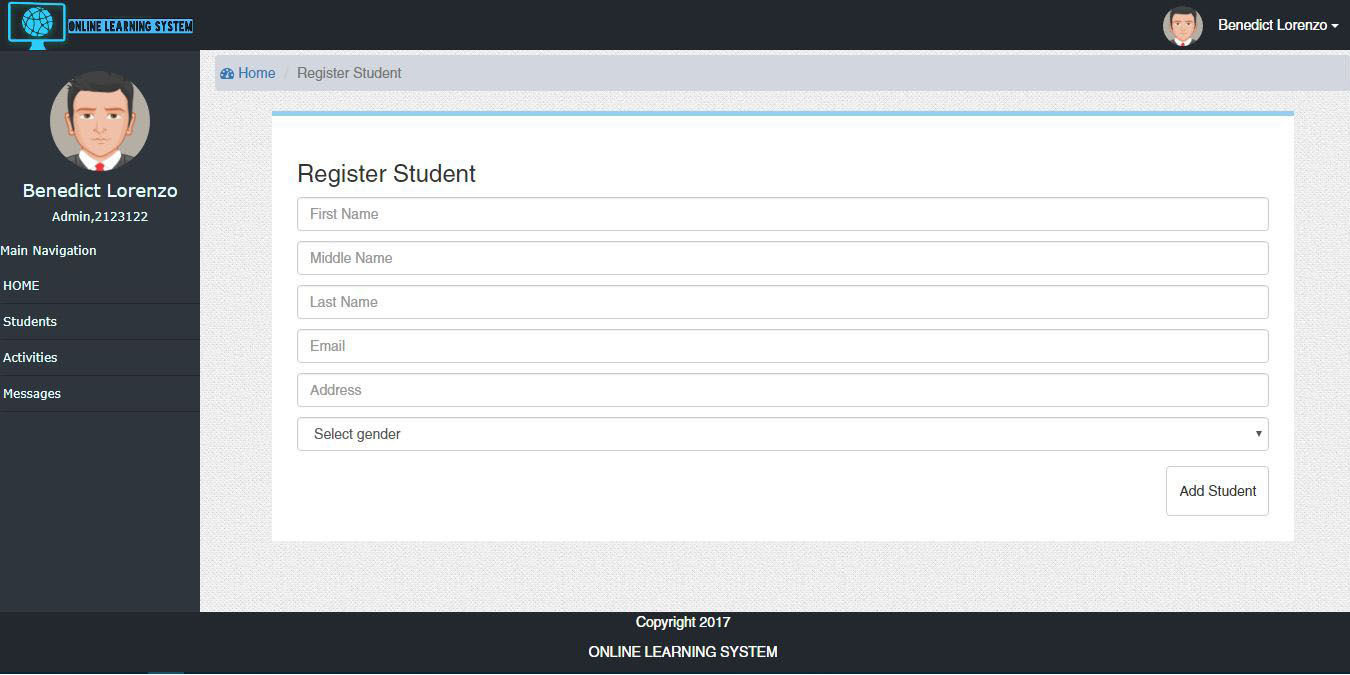 ONLINE LEARNING SYSTEM
Benedict Lorenzo
Benedict Lorenzo
Admin,2123122
Main Navigation
HOME
Students
Activities
Messages
Home / Register Student
Register Student
First Name
Middle Name
Last Name
Email
Address
Select gender
Add Student
Copyright 2017
ONLINE LEARNING SYSTEM